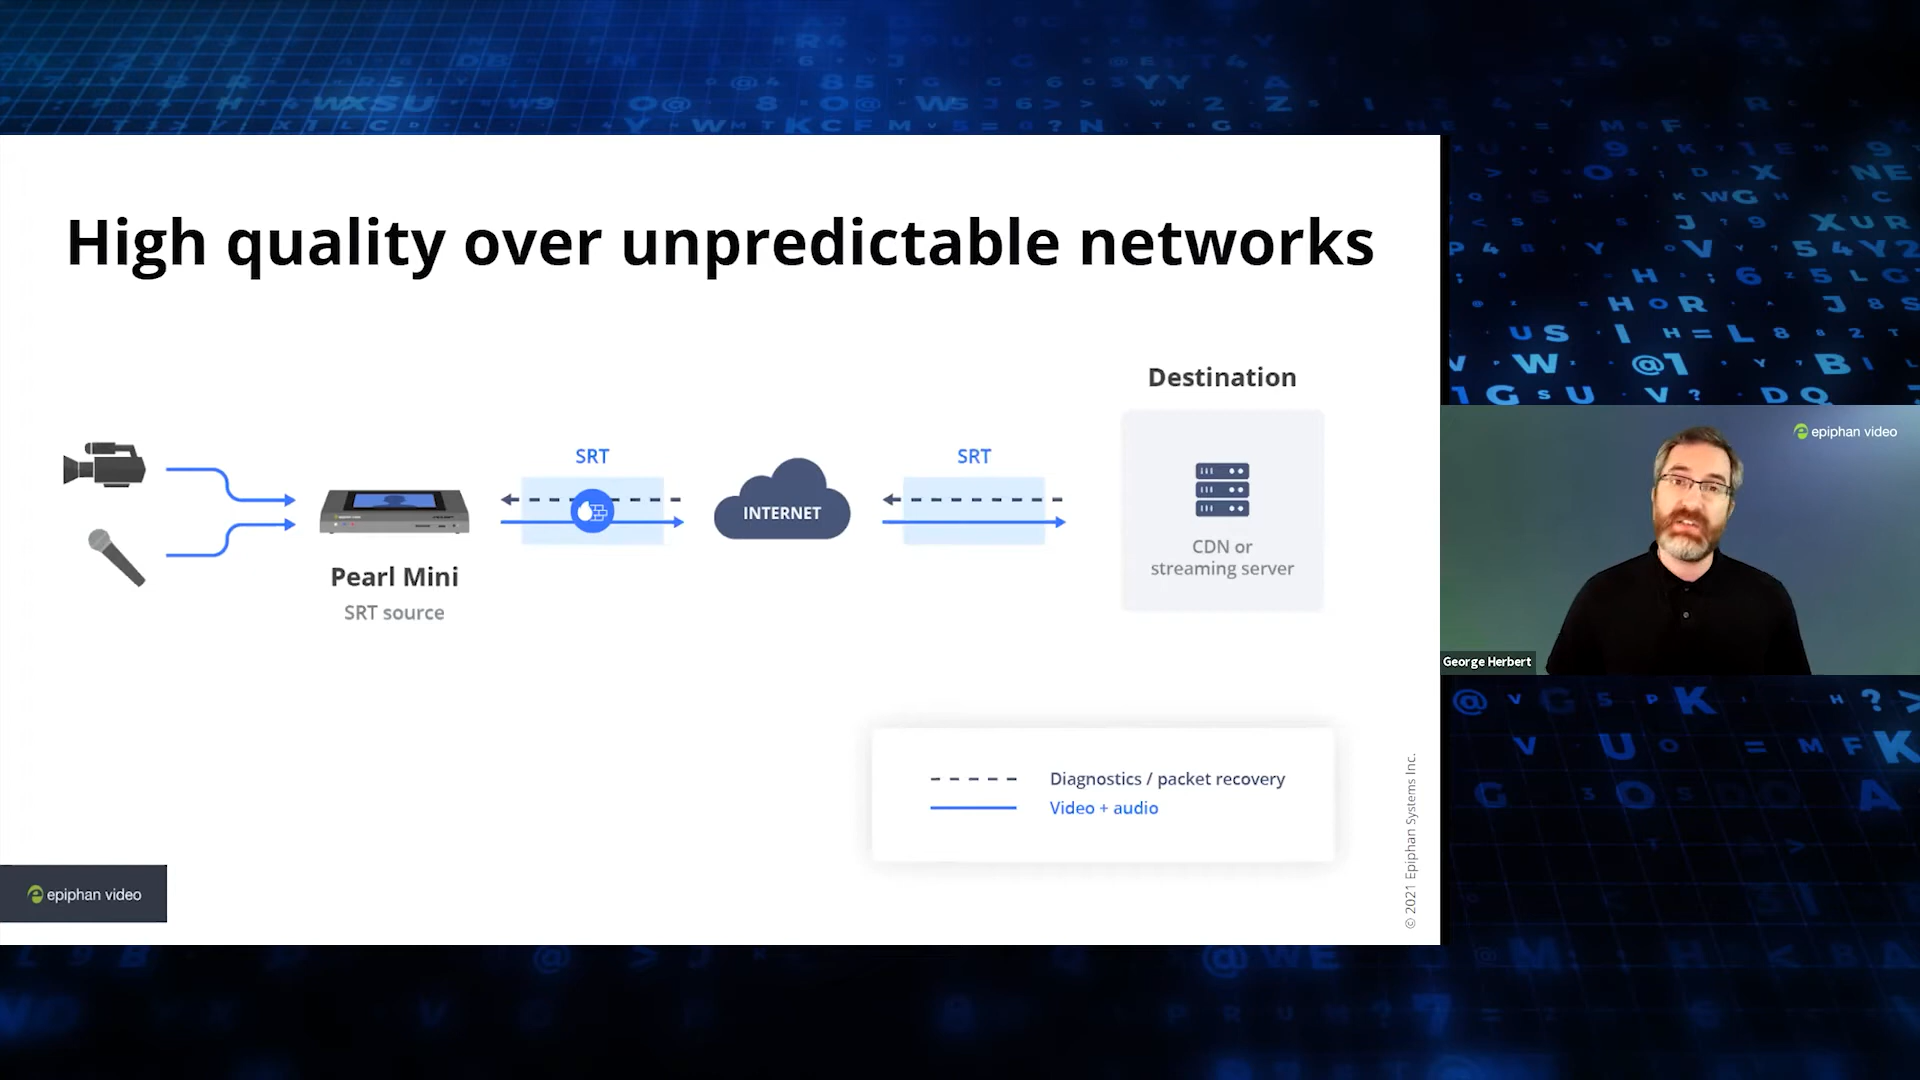 High quality over unpredictable networks
Destination
SRT
SRT
INTERNET
CDN or
streaming server
Pearl Mini
SRT source
Diagnostics / packet recovery
Video + audio
© 2021 Epiphan Systems Inc.
epiphan video
epiphan video
George Herbert